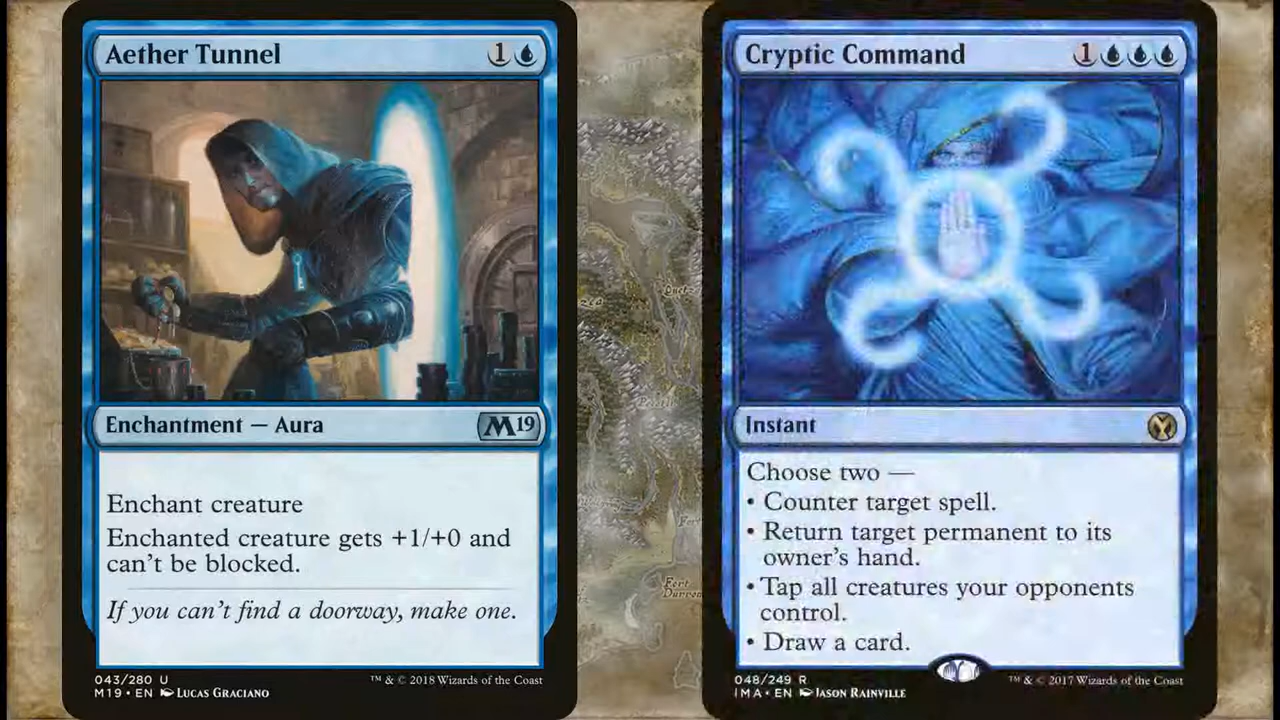 Aether Tunnel
1
Enchantment — Aura
M19
Enchant creature
Enchanted creature gets +1/+0 and
can't be blocked.
If you can't find a doorway, make one.
043/280 U
M19 • EN Lucas Graciano
™ & © 2018 Wizards of the Coast
Cryptic Command
1
Instant
Choose two —
• Counter target spell.
• Return target permanent to its
owner's hand.
• Tap all creatures your opponents
control.
• Draw a card.
048/249 R
IMA • EN Jason Rainville
™ & © 2017 Wizards of the Coast
Fort